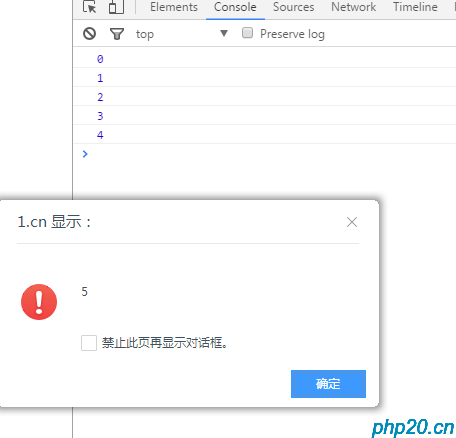 Elements Console Sources Network Timeline
top Preserve log
0
1
2
3
4
1.cn 显示：
5
禁止此页再显示对话框。
确定
php20.cn